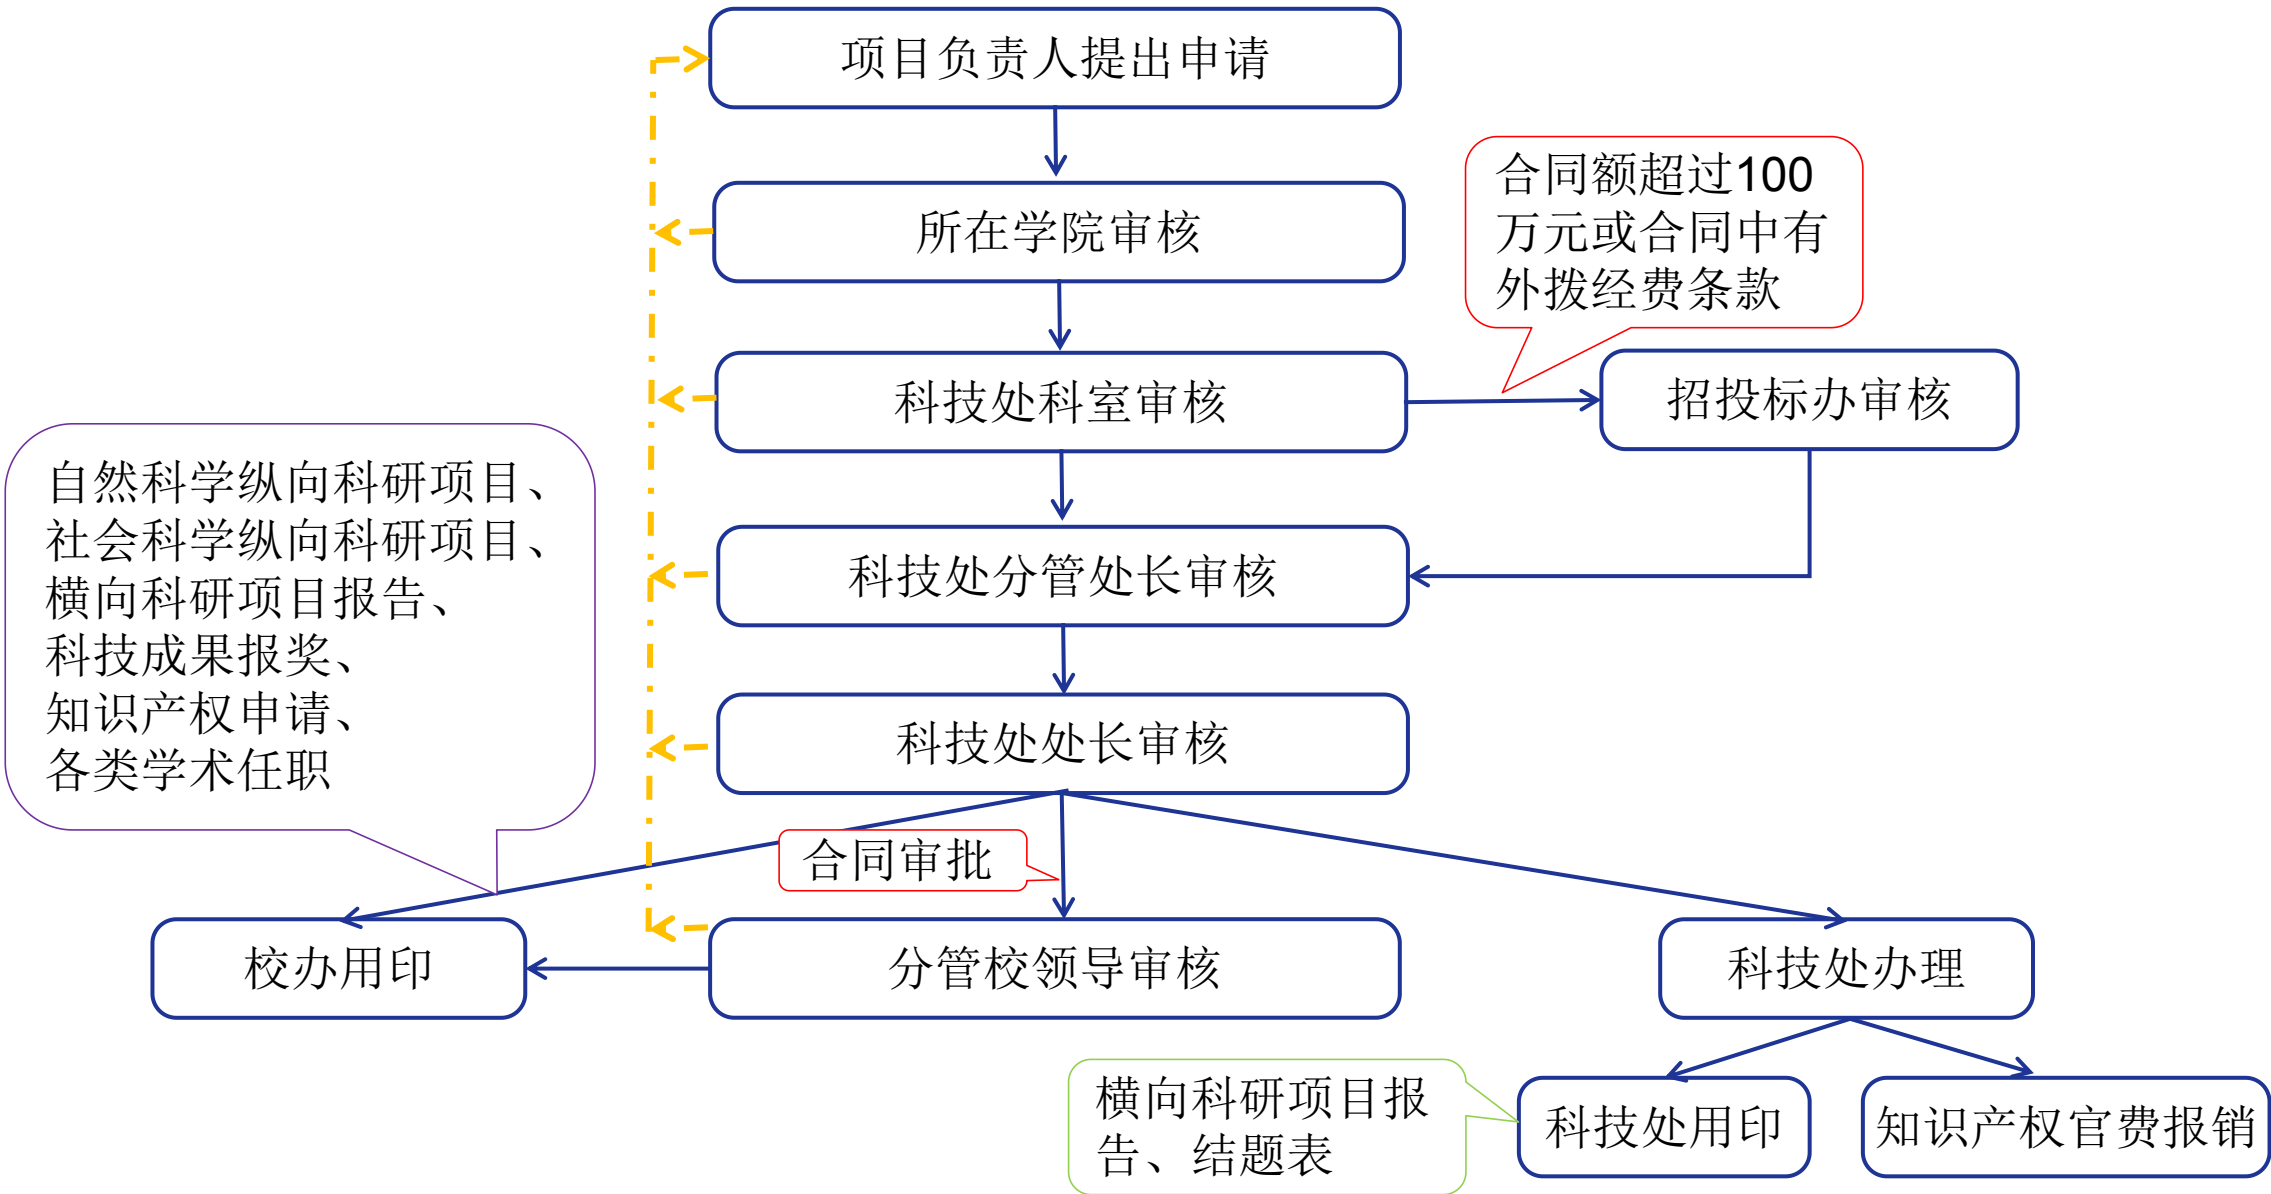 项目负责人提出申请
所在学院审核
合同额超过100
万元或合同中有
外拨经费条款
科技处科室审核
招投标办审核
自然科学纵向科研项目、
社会科学纵向科研项目、
横向科研项目报告、
科技成果报奖、
知识产权申请、
各类学术任职
科技处分管处长审核
科技处处长审核
合同审批
校办用印
分管校领导审核
科技处办理
横向科研项目报
告、结题表
科技处用印
知识产权官费报销